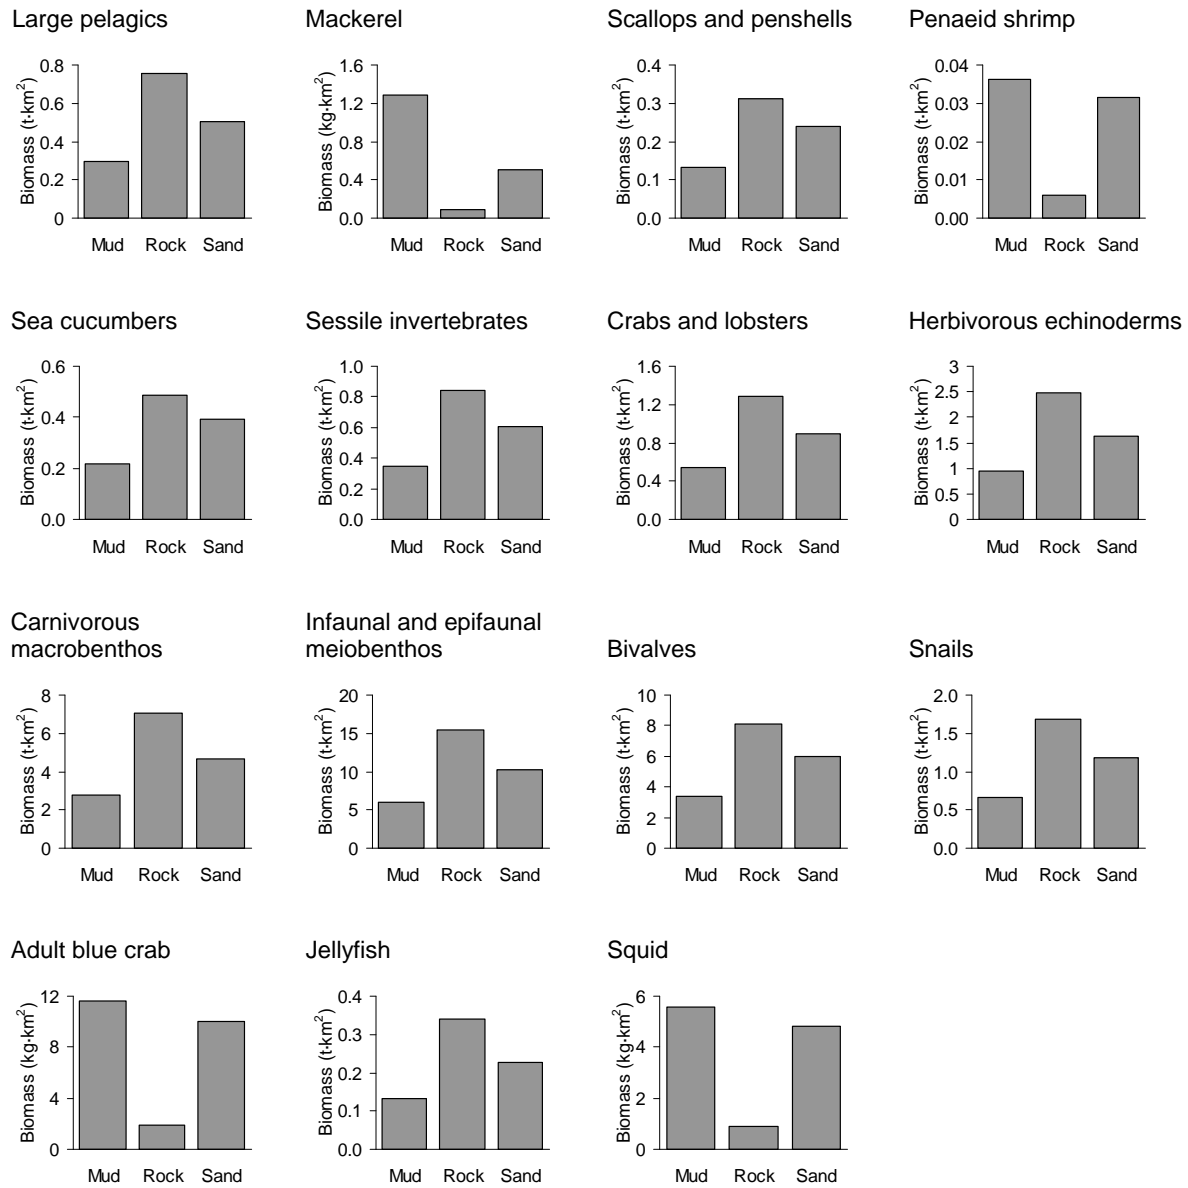 Large pelagics
Mackerel
Scallops and penshells
Penaeid shrimp
Biomass (t·km²)
0.8
0.6
0.4
0.2
0
Mud Rock Sand
Biomass (kg·km²)
1.6
1.2
0.8
0.4
0.0
Mud Rock Sand
Biomass (t·km²)
0.4
0.3
0.2
0.1
0.0
Mud Rock Sand
Biomass (t·km²)
0.04
0.03
0.02
0.01
0.00
Mud Rock Sand
Sea cucumbers
Sessile invertebrates
Crabs and lobsters
Herbivorous echinoderms
Biomass (t·km²)
0.6
0.4
0.2
0.0
Mud Rock Sand
Biomass (t·km²)
1.0
0.8
0.6
0.4
0.2
0.0
Mud Rock Sand
Biomass (t·km²)
1.6
1.2
0.8
0.4
0.0
Mud Rock Sand
Biomass (t·km²)
3
2.5
2
1.5
1
0.5
0
Mud Rock Sand
Carnivorous
macrobenthos
Infaunal and epifaunal
meiobenthos
Bivalves
Snails
Biomass (t·km²)
8
6
4
2
0
Mud Rock Sand
Biomass (t·km²)
20
15
10
5
0
Mud Rock Sand
Biomass (t·km²)
10
8
6
4
2
0
Mud Rock Sand
Biomass (t·km²)
2.0
1.5
1.0
0.5
0.0
Mud Rock Sand
Adult blue crab
Jellyfish
Squid
Biomass (kg·km²)
12
8
4
0
Mud Rock Sand
Biomass (t·km²)
0.4
0.3
0.2
0.1
0.0
Mud Rock Sand
Biomass (kg·km²)
6
4
2
0
Mud Rock Sand